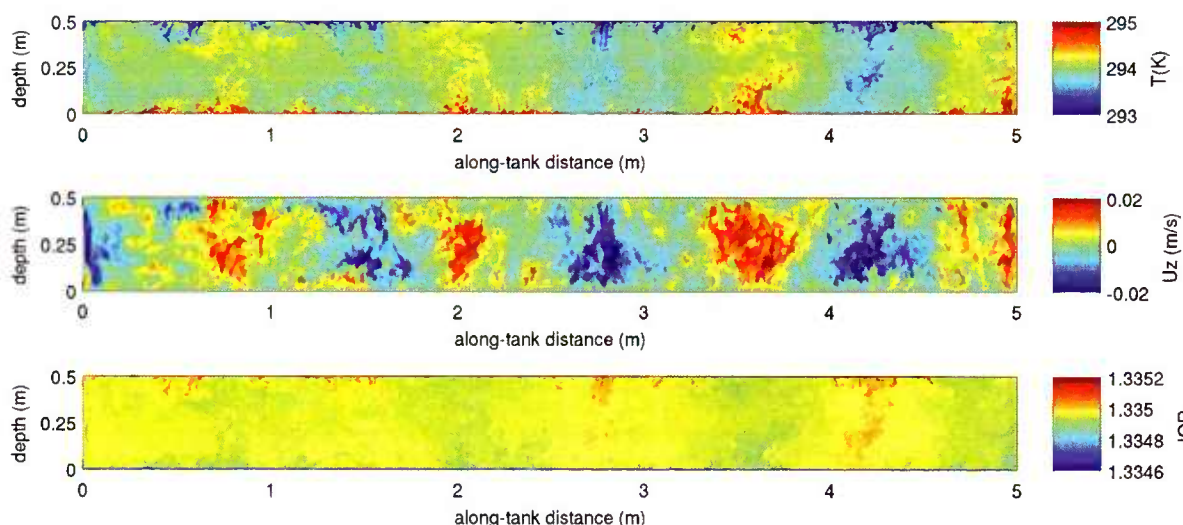 depth (m)
0.5
0.25
0
0 1 2 3 4 5
along-tank distance (m)
295
294
293
T(K)
depth (m)
0.5
0.25
0
0 1 2 3 4 5
along-tank distance (m)
0.02
0
-0.02
Uz (m/s)
depth (m)
0.5
0.25
0
0 1 2 3 4 5
along-tank distance (m)
1.3352
1.335
1.3348
1.3346
IOR